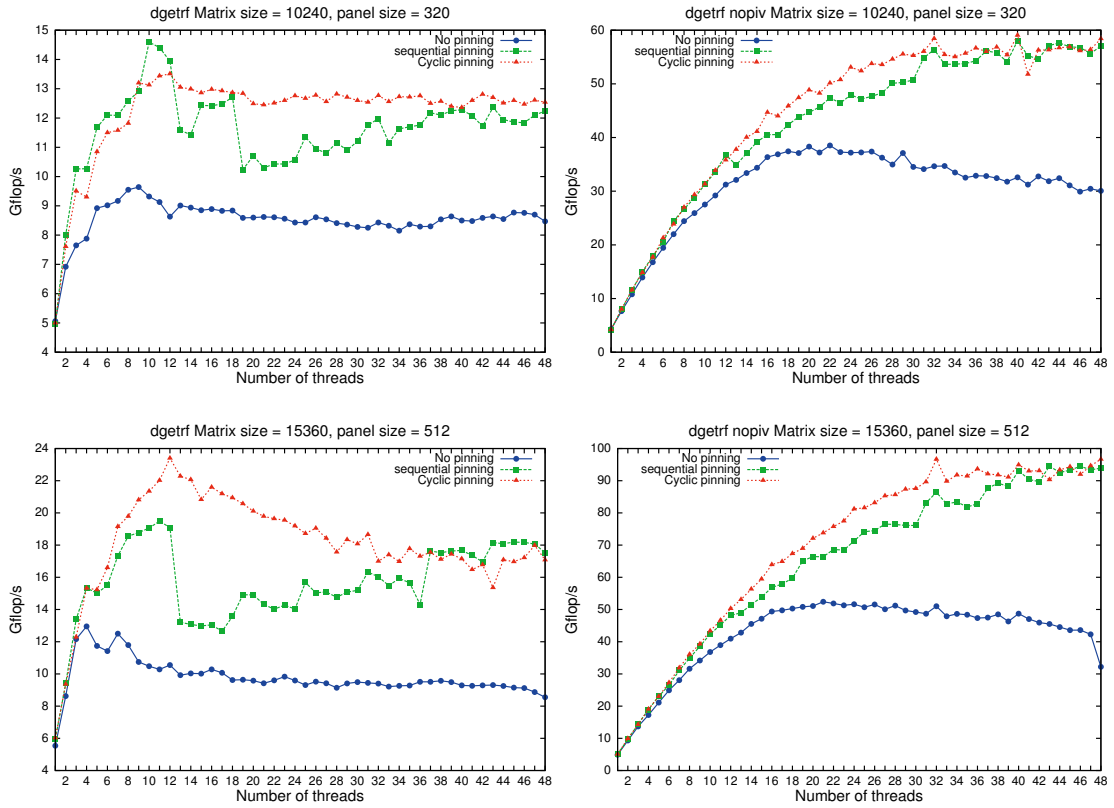 dgetrf Matrix size = 10240, panel size = 320
No pinning
sequential pinning
Cyclic pinning
Gflop/s
15
14
13
12
11
10
9
8
7
6
5
4
2 4 6 8 10 12 14 16 18 20 22 24 26 28 30 32 34 36 38 40 42 44 46 48
Number of threads
dgetrf nopiv Matrix size = 10240, panel size = 320
No pinning
sequential pinning
Cyclic pinning
Gflop/s
60
50
40
30
20
10
0
2 4 6 8 10 12 14 16 18 20 22 24 26 28 30 32 34 36 38 40 42 44 46 48
Number of threads
dgetrf Matrix size = 15360, panel size = 512
No pinning
sequential pinning
Cyclic pinning
Gflop/s
24
22
20
18
16
14
12
10
8
6
4
2 4 6 8 10 12 14 16 18 20 22 24 26 28 30 32 34 36 38 40 42 44 46 48
Number of threads
dgetrf nopiv Matrix size = 15360, panel size = 512
No pinning
sequential pinning
Cyclic pinning
Gflop/s
100
90
80
70
60
50
40
30
20
10
0
2 4 6 8 10 12 14 16 18 20 22 24 26 28 30 32 34 36 38 40 42 44 46 48
Number of threads